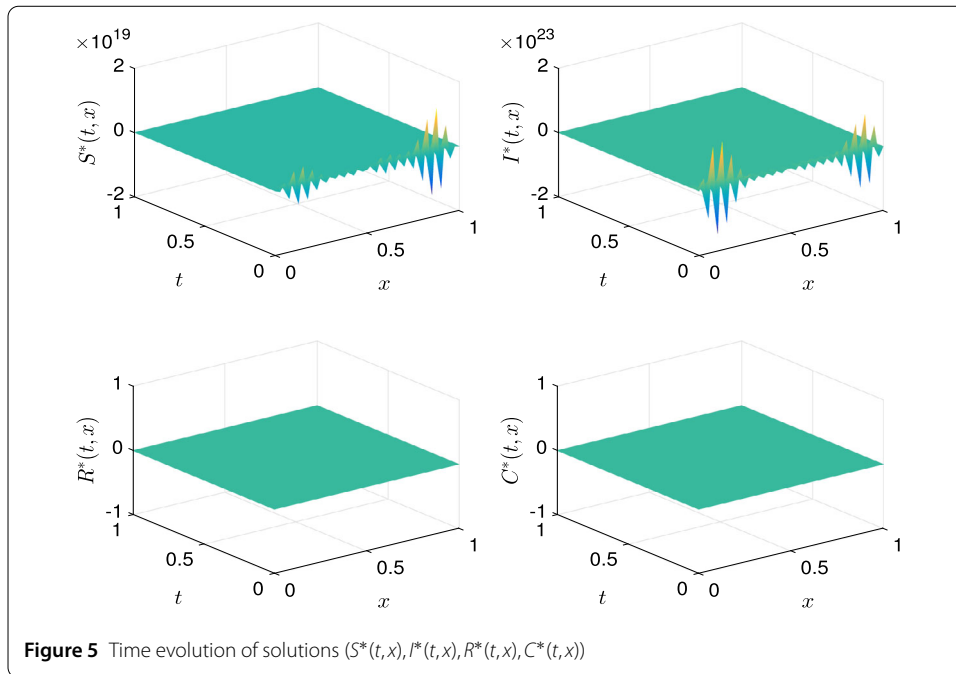 ×10^19
S*(t, x)
2
0
-2
1
0.5
0
t
0
0.5
1
x
×10^23
I*(t, x)
2
0
-2
1
0.5
0
t
0
0.5
1
x
R*(t, x)
1
0
-1
1
0.5
0
t
0
0.5
1
x
C*(t, x)
1
0
-1
1
0.5
0
t
0
0.5
1
x
Figure 5 Time evolution of solutions (S*(t, x), I*(t, x), R*(t, x), C*(t, x))